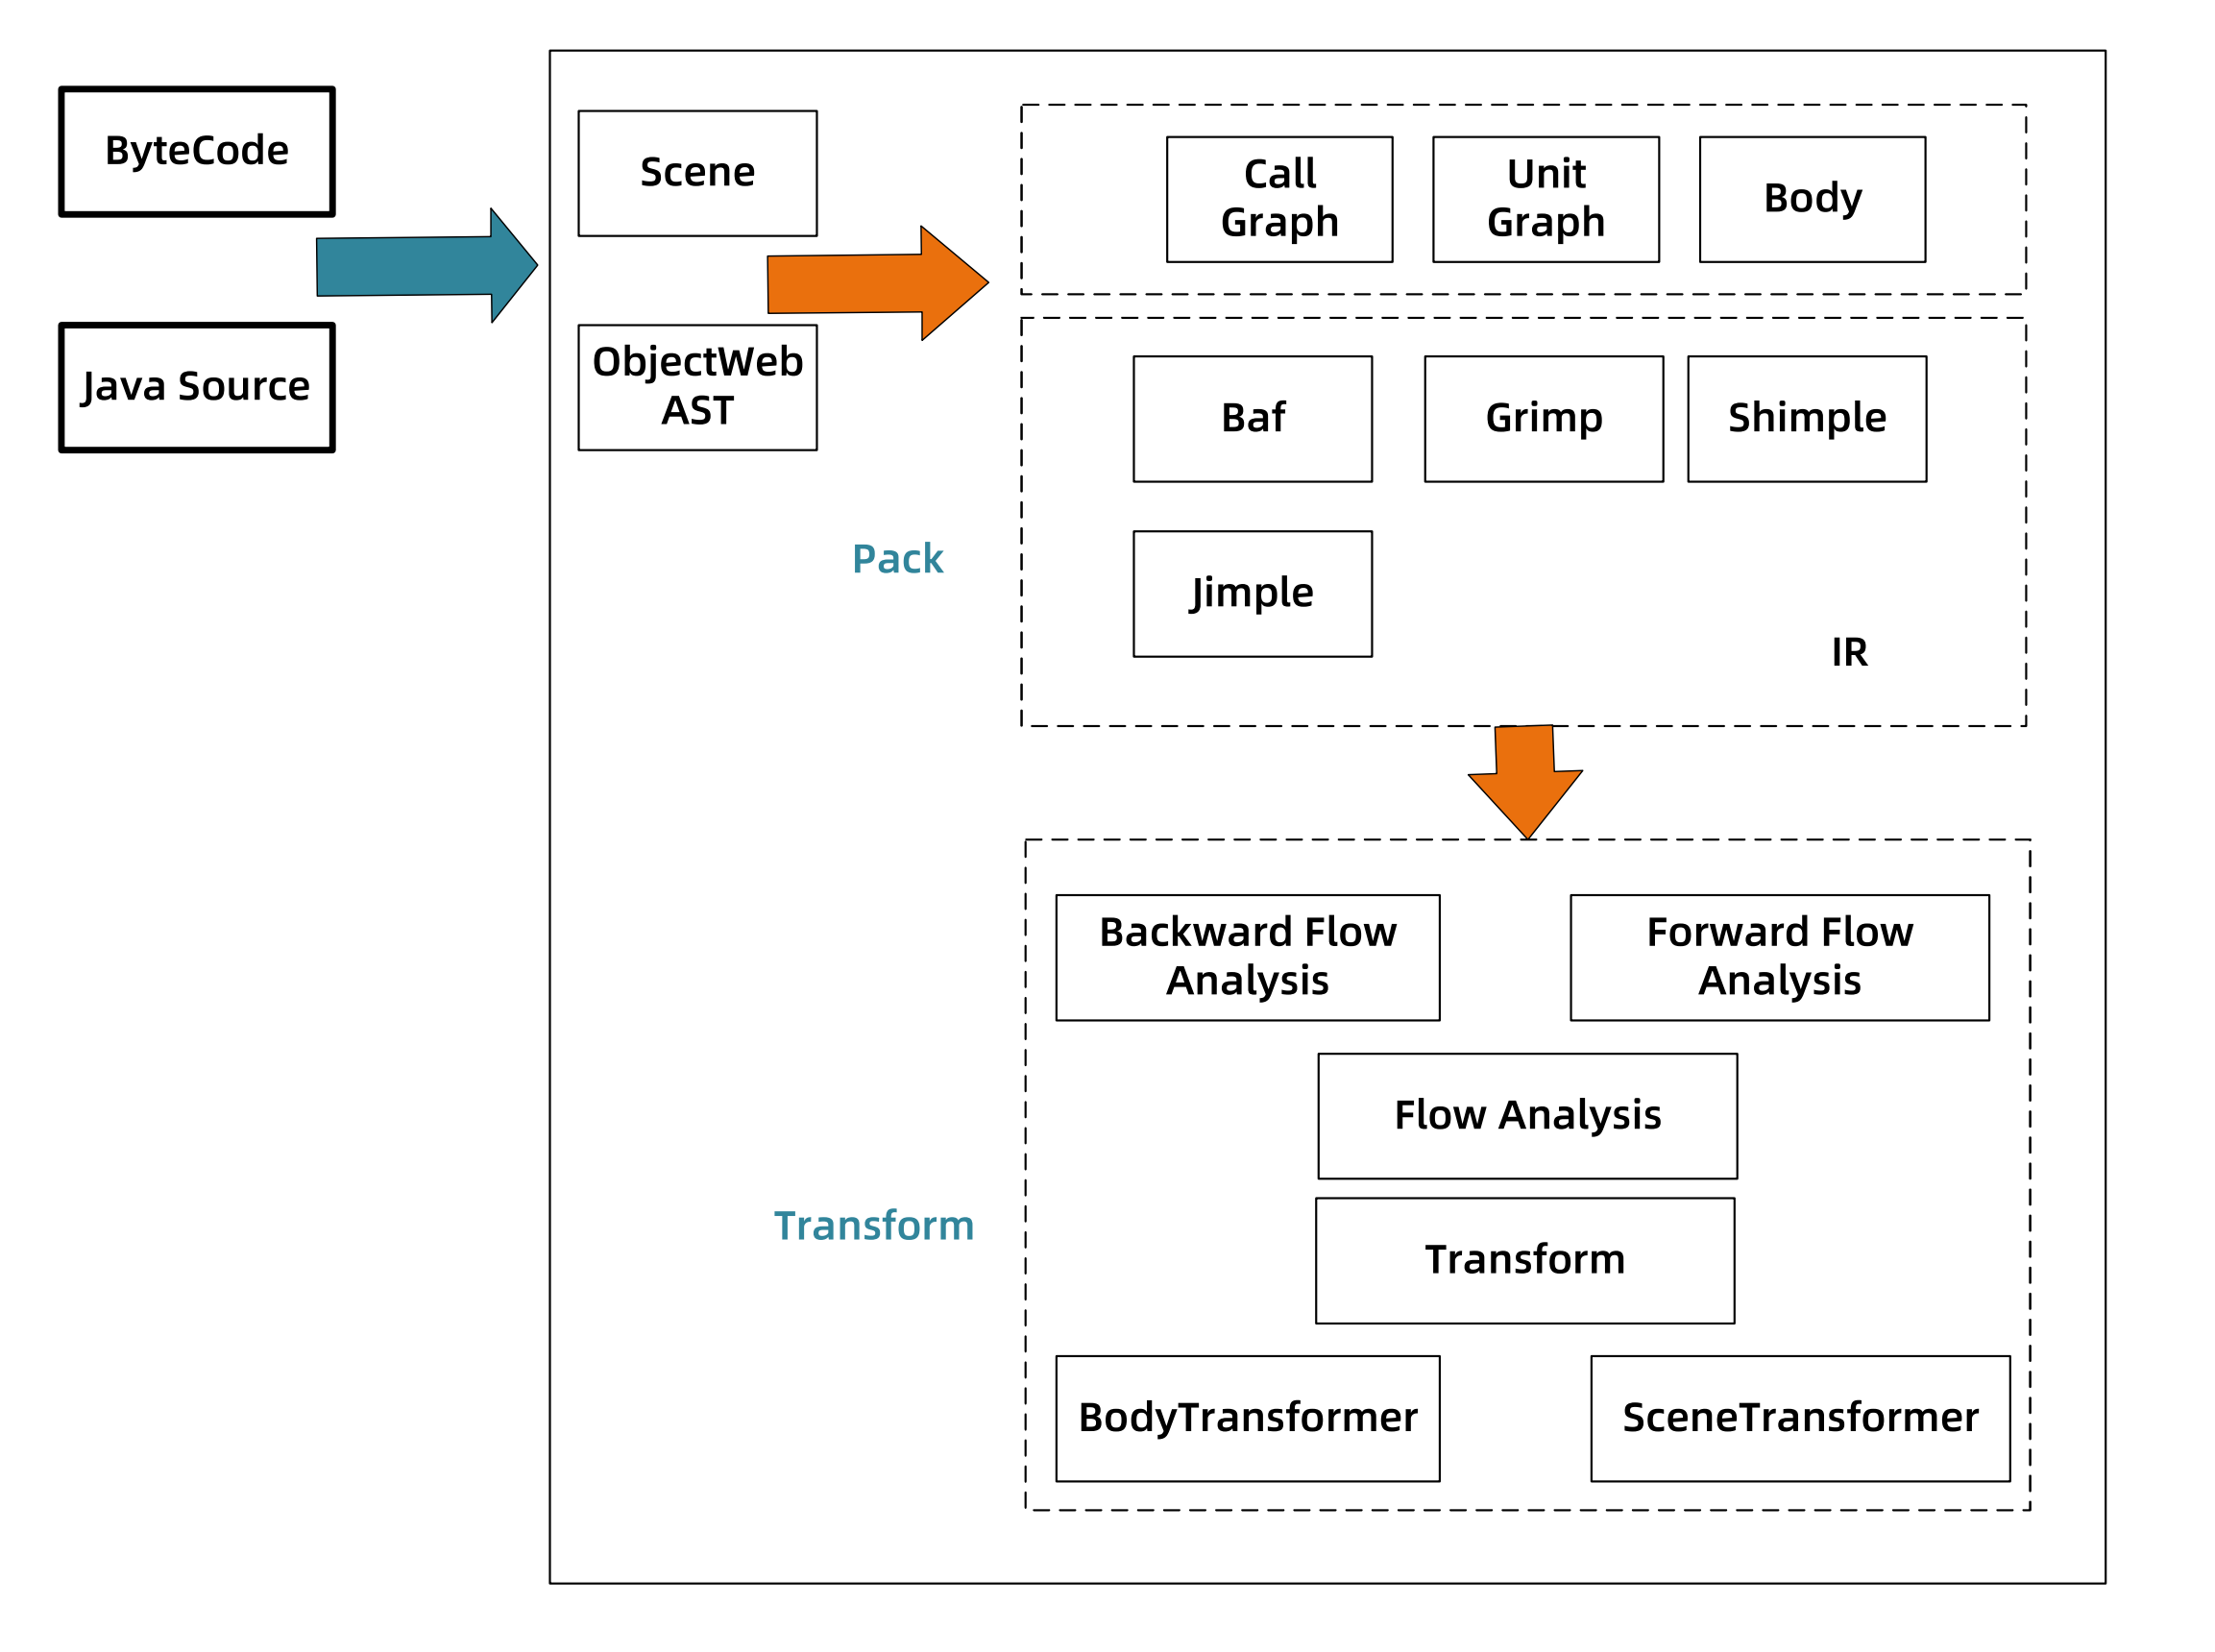 ByteCode
Java Source
Scene
ObjectWeb
AST
Call
Graph
Unit
Graph
Body
Baf
Grimp
Shimple
Pack
Jimple
IR
Backward Flow
Analysis
Forward Flow
Analysis
Flow Analysis
Transform
Transform
BodyTransformer
SceneTransformer